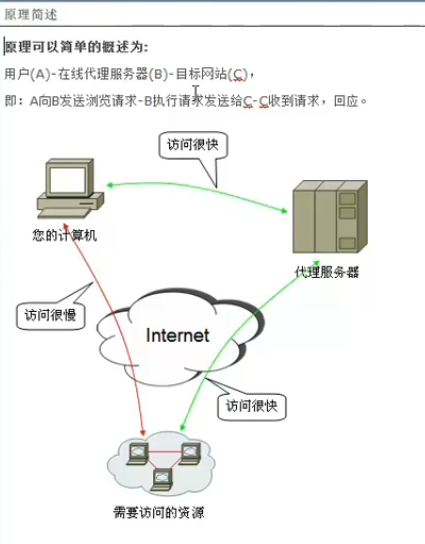 原理简述
原理可以简单的概述为:
用户(A)-在线代理服务器(B)-目标网站(C)，
即：A向B发送浏览请求-B执行请求发送给C-C收到请求，回应。
访问很快
您的计算机
代理服务器
访问很慢
Internet
访问很快
需要访问的资源